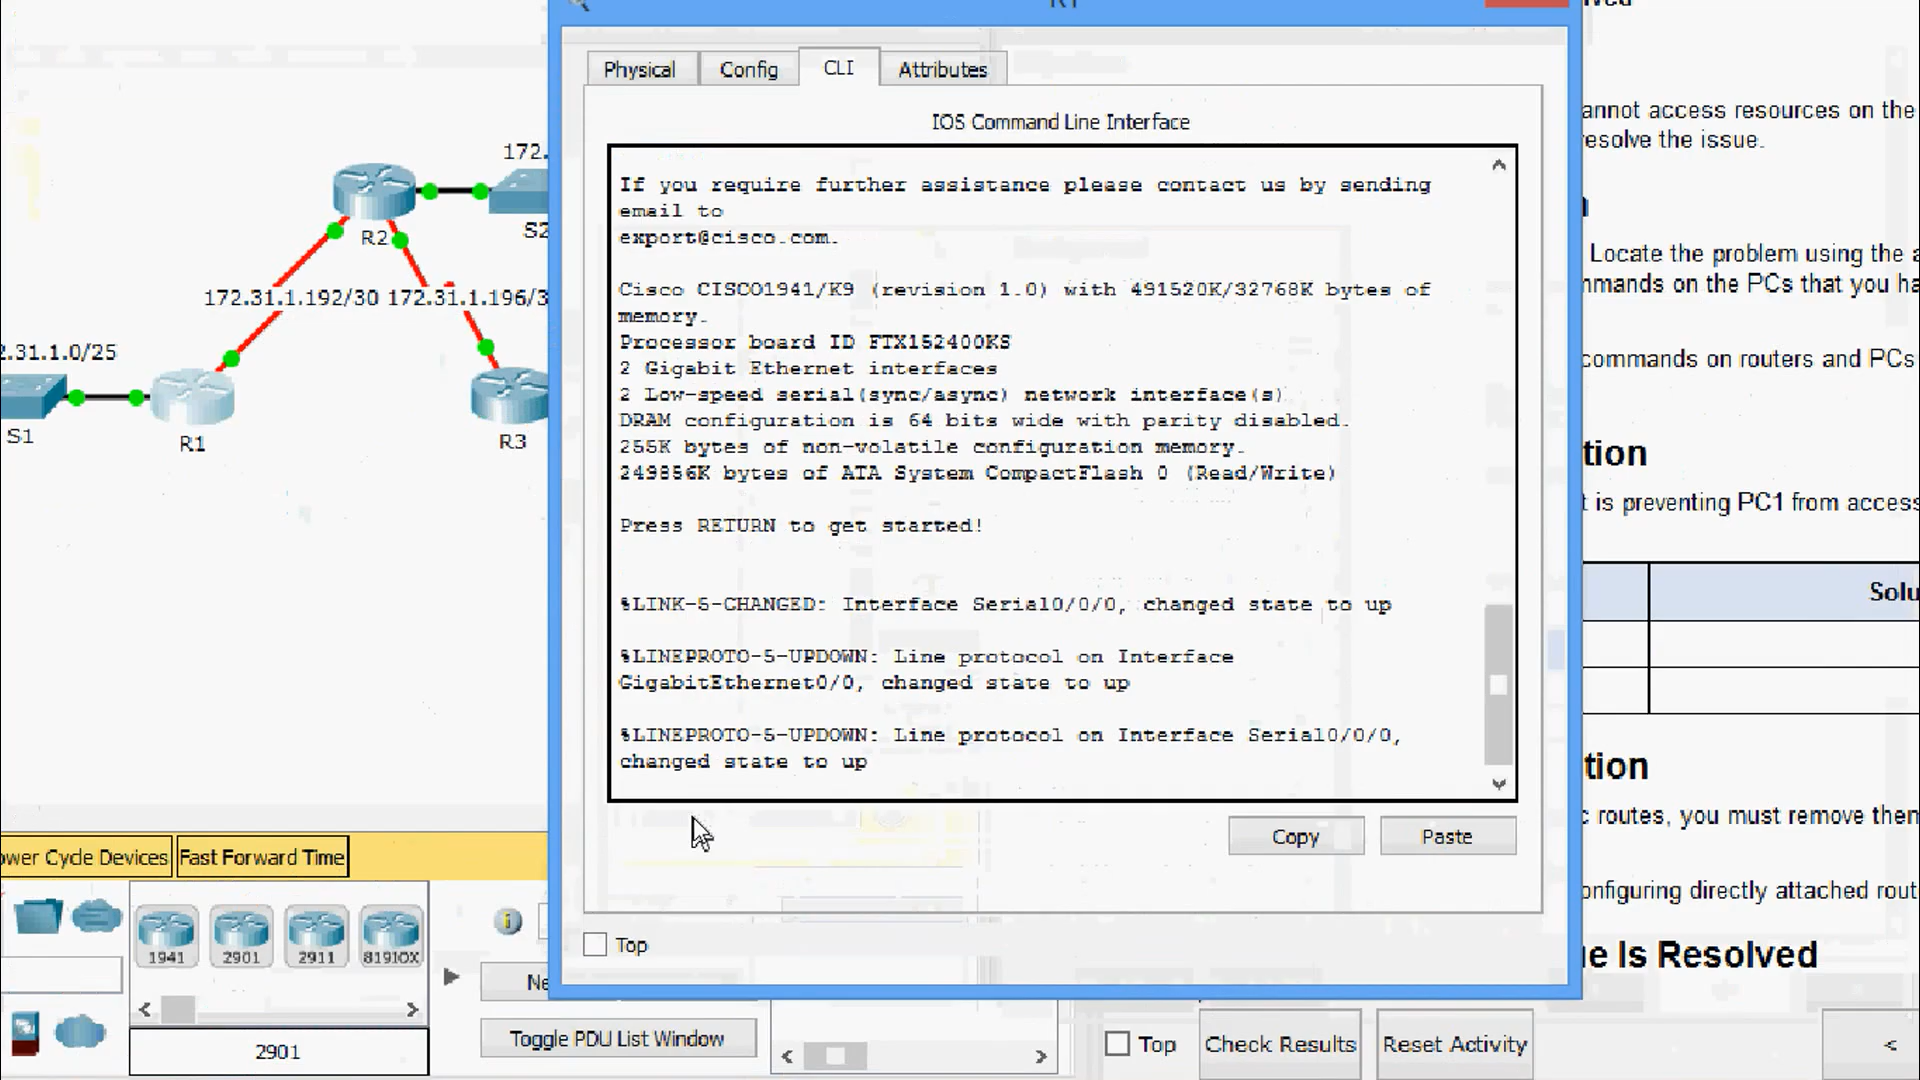 R1
Physical
Config
CLI
Attributes
IOS Command Line Interface
If you require further assistance please contact us by sending
email to
export@cisco.com.
Cisco CISCO1941/K9 (revision 1.0) with 491520K/32768K bytes of
memory.
Processor board ID FTX152400KS
2 Gigabit Ethernet interfaces
2 Low-speed serial(sync/async) network interface(s)
DRAM configuration is 64 bits wide with parity disabled.
255K bytes of non-volatile configuration memory.
249856K bytes of ATA System CompactFlash 0 (Read/Write)
Press RETURN to get started!
%LINK-5-CHANGED: Interface Serial0/0/0, changed state to up
%LINEPROTO-5-UPDOWN: Line protocol on Interface
GigabitEthernet0/0, changed state to up
%LINEPROTO-5-UPDOWN: Line protocol on Interface Serial0/0/0,
changed state to up
Copy
Paste
Top
172.
R2
S2
172.31.1.192/30 172.31.1.196/3
2.31.1.0/25
S1
R1
R3
ower Cycle Devices
Fast Forward Time
1941
2901
2911
819IOX
2901
Ne
Toggle PDU List Window
annot access resources on the
resolve the issue.
Locate the problem using the a
mmands on the PCs that you ha
commands on routers and PCs
tion
t is preventing PC1 from access
Solu
tion
c routes, you must remove them
onfiguring directly attached rout
e Is Resolved
Top
Check Results
Reset Activity
<